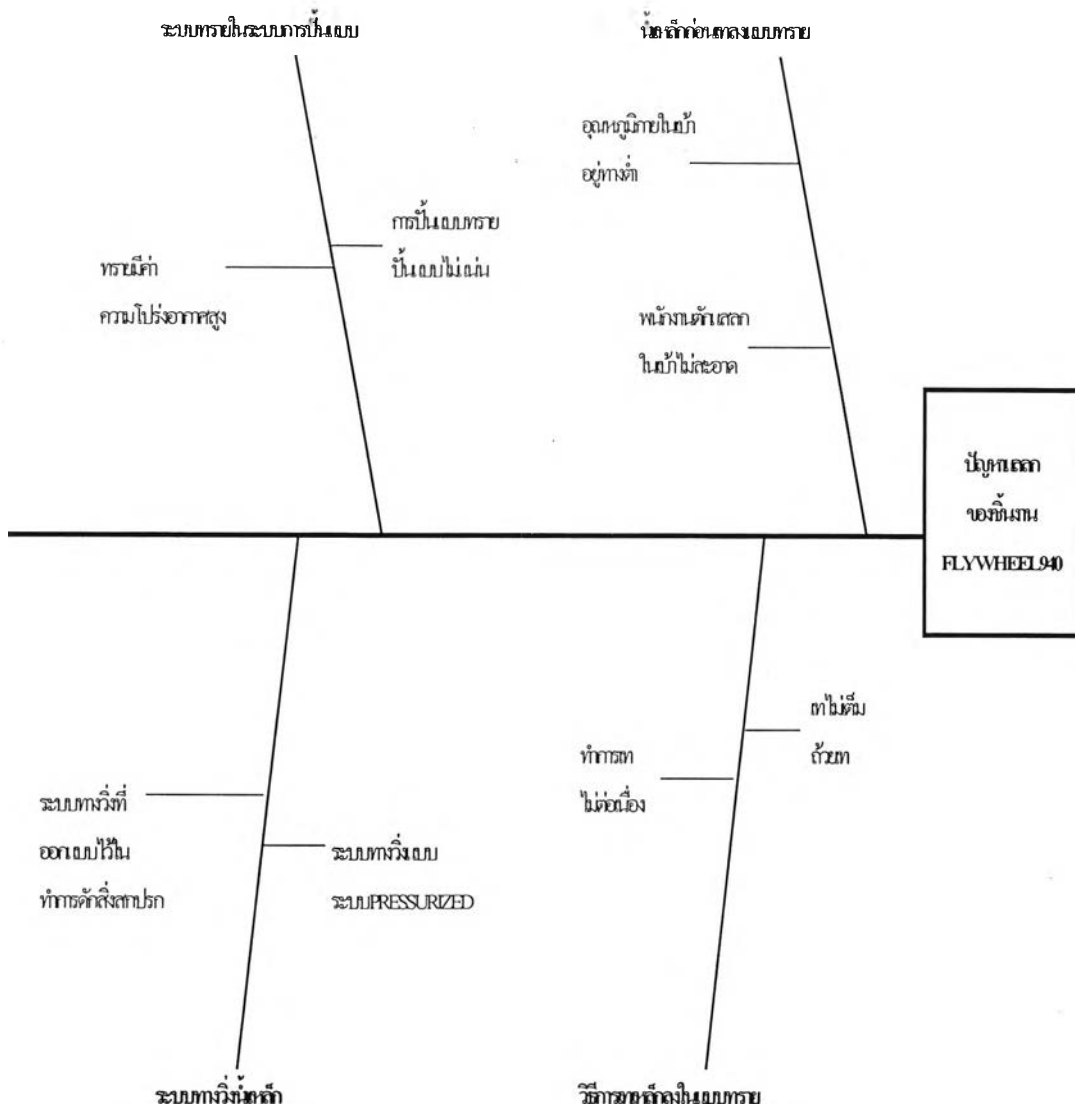 ระบบทรายในระบบการปั้นแบบ
น้ำเหล็กก่อนเทลงแบบทราย
อุณหภูมิภายในเบ้า
อยู่ทางต่ำ
การปั้นแบบทราย
ปั้นแบบไม่แน่น
ทรายมีค่า
ความโปร่งอากาศสูง
พนักงานตักแสลก
ในเบ้าไม่สะอาด
ปัญหาแสลก
ของชิ้นงาน
FLYWHEEL940
เทไม่เต็ม
ถ้วยเท
ทำการเท
ไม่ต่อเนื่อง
ระบบทางวิ่งที่
ออกแบบไว้ใน
ทำการดักสิ่งสกปรก
ระบบทางวิ่งแบบ
ระบบPRESSURIZED
ระบบทางวิ่งน้ำเหล็ก
วิธีการเทเหล็กลงในแบบทราย